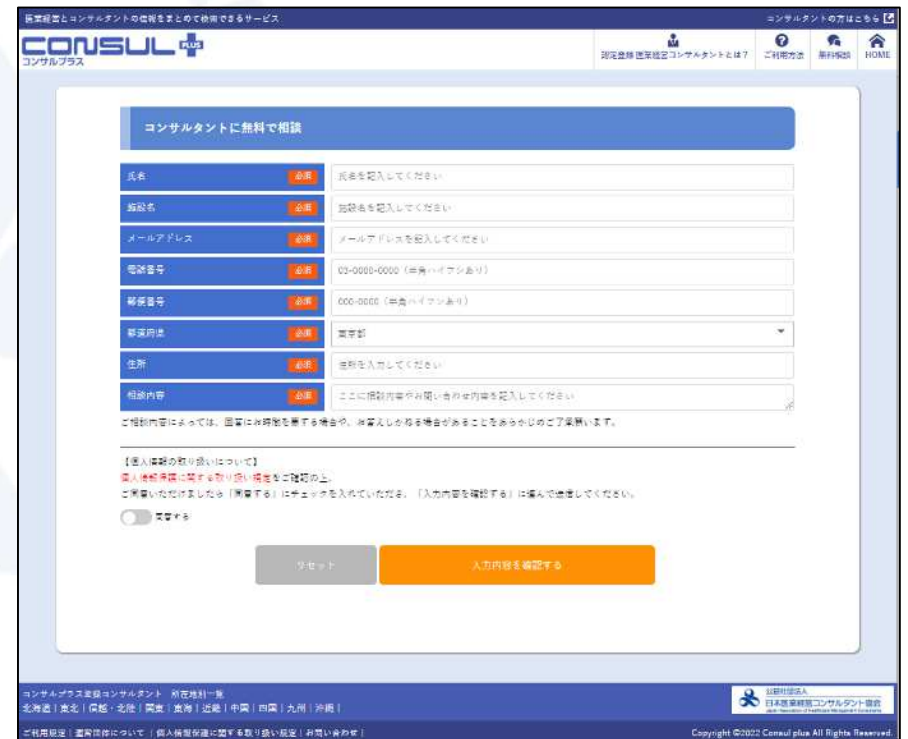 医業経営とコンサルタントの情報をまとめて検索できるサービス
コンサルタントの方はこちら
CONSUL PLUS
コンサルプラス
認定登録 医業経営コンサルタントとは？
ご利用方法
無料相談
HOME
コンサルタントに無料で相談
氏名 必須 氏名を記入してください
施設名 必須 施設名を記入してください
メールアドレス 必須 メールアドレスを記入してください
電話番号 必須 03-0000-0000（半角ハイフンあり）
郵便番号 必須 000-0000（半角ハイフンあり）
都道府県 必須 東京都
住所 必須 住所を入力してください
相談内容 必須 ここに相談内容やお問い合わせ内容を記入してください
ご相談内容によっては、回答にお時間を要する場合や、お答えしかねる場合があることをあらかじめご了承願います。
【個人情報の取り扱いについて】
個人情報保護に関する取り扱い規定をご確認の上、
ご同意いただけましたら「同意する」にチェックを入れていただき、「入力内容を確認する」に進んで送信してください。
同意する
リセット
入力内容を確認する
コンサルプラス登録コンサルタント 所在地別一覧
北海道 | 東北 | 信越・北陸 | 関東 | 東海 | 近畿 | 中国 | 四国 | 九州 | 沖縄 |
公益社団法人
日本医業経営コンサルタント協会
ご利用規定 | 運営団体について | 個人情報保護に関する取り扱い規定 | お問い合わせ |
Copyright ©2022 Consul plus All Rights Reserved.